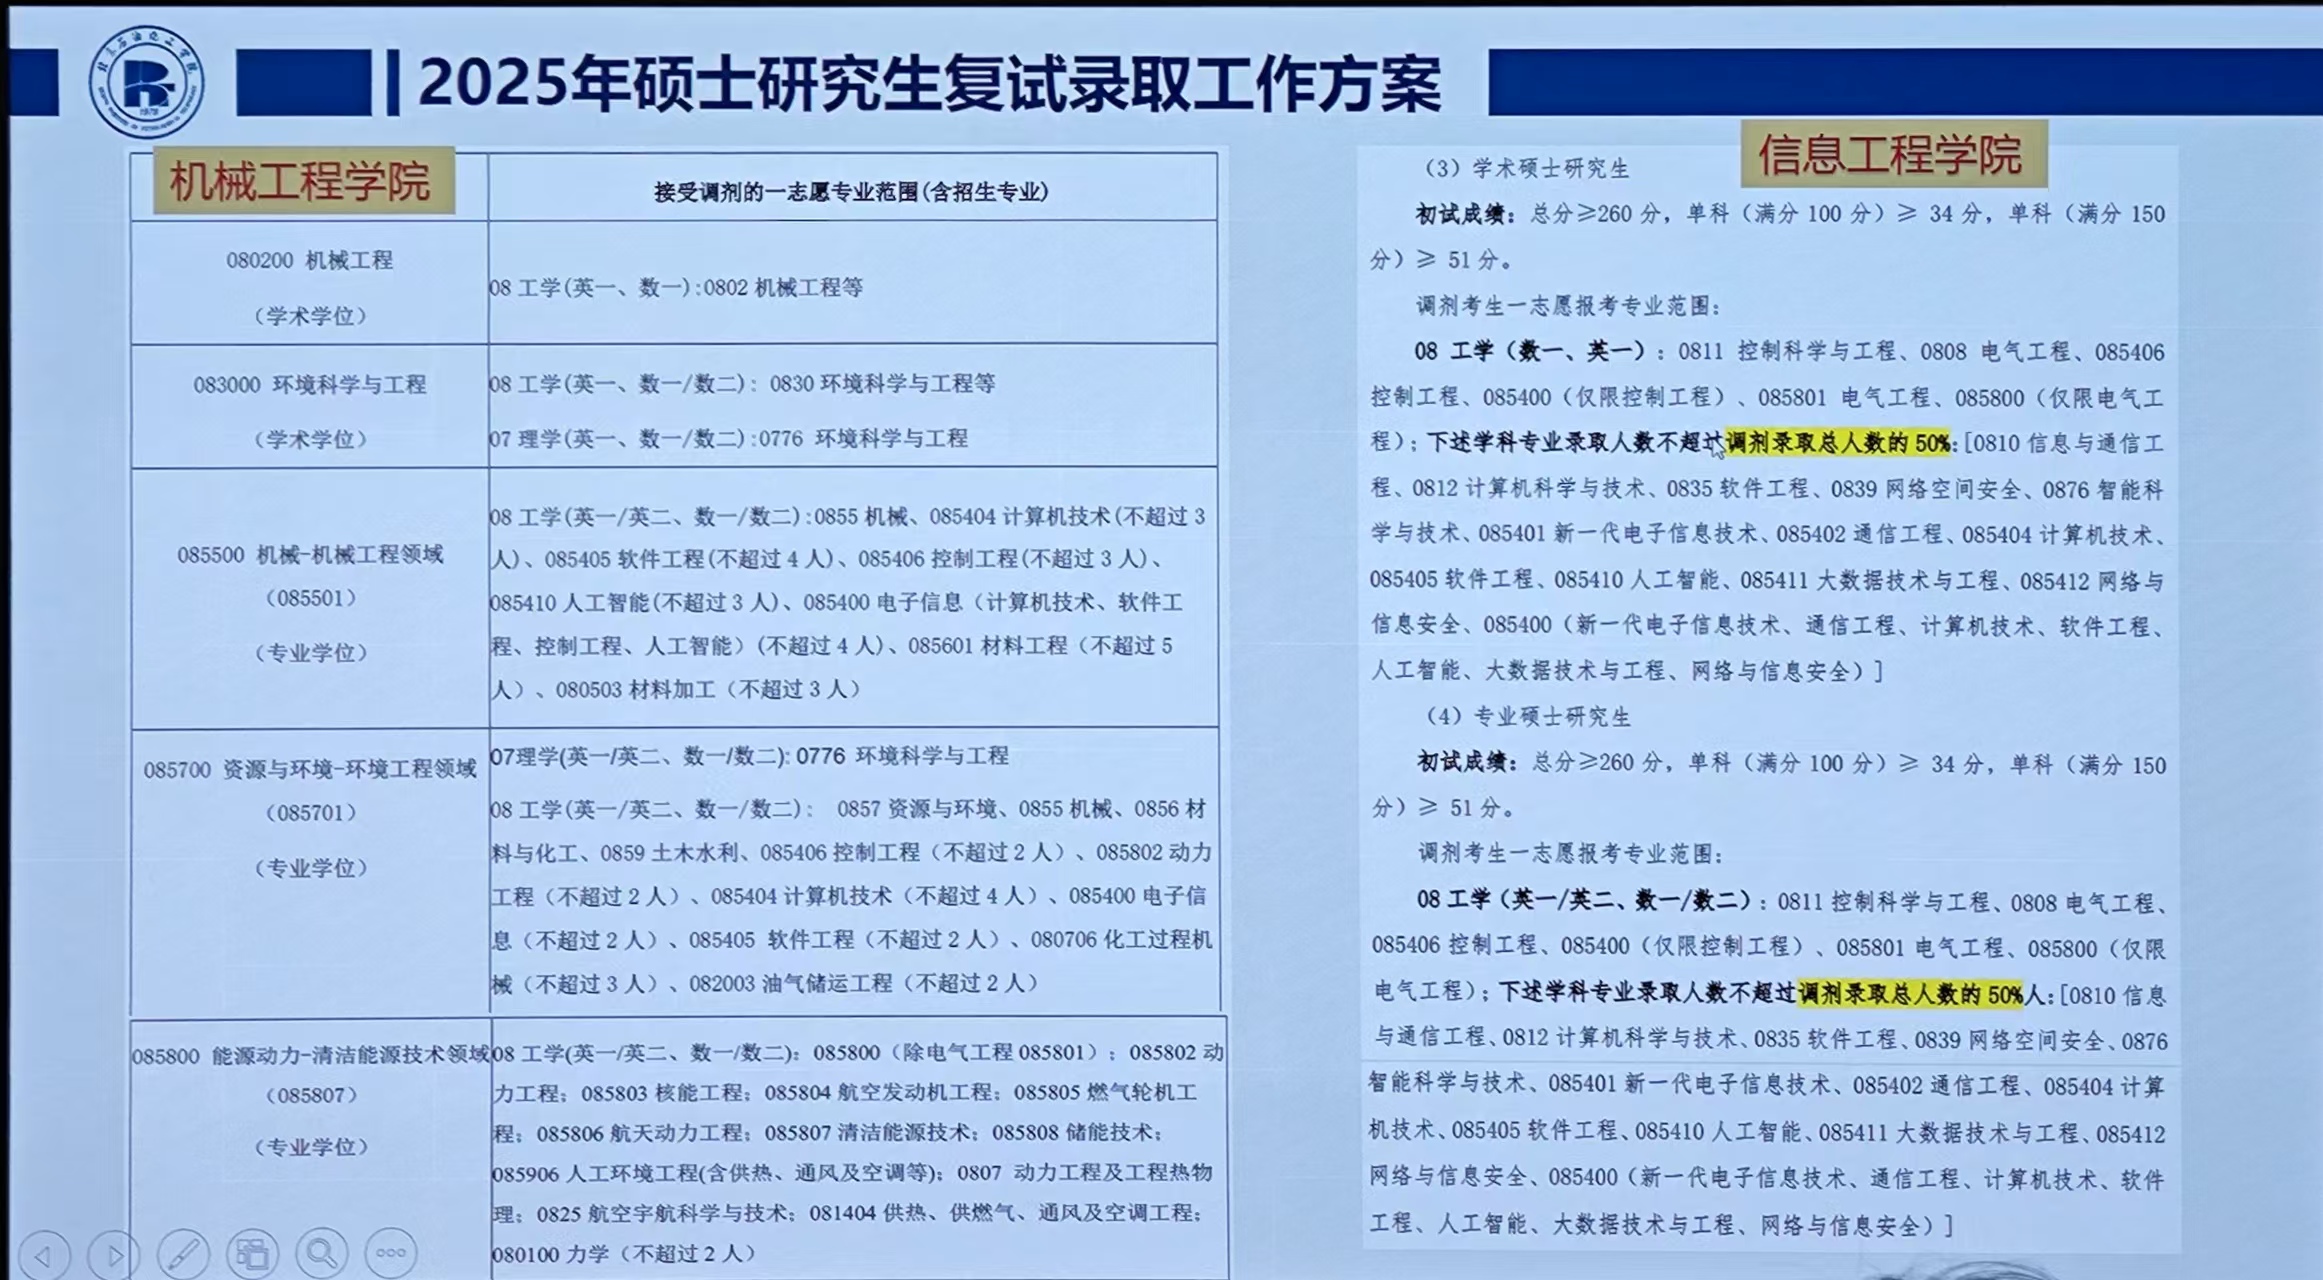 2025年硕士研究生复试录取工作方案
机械工程学院
接受调剂的一志愿专业范围(含招生专业)
080200 机械工程
（学术学位）
08 工学(英一、数一):0802 机械工程等
083000 环境科学与工程
（学术学位）
08 工学(英一、数一/数二)：0830 环境科学与工程等
07 理学(英一、数一/数二):0776 环境科学与工程
085500 机械-机械工程领域
（085501）
（专业学位）
08 工学(英一/英二、数一/数二):0855 机械、085404 计算机技术(不超过 3
人)、085405 软件工程(不超过 4 人)、085406 控制工程(不超过 3 人)、
085410 人工智能(不超过 3 人)、085400 电子信息（计算机技术、软件工
程、控制工程、人工智能）(不超过 4 人)、085601 材料工程（不超过 5
人）、080503 材料加工（不超过 3 人）
085700 资源与环境-环境工程领域
（085701）
（专业学位）
07理学(英一/英二、数一/数二): 0776 环境科学与工程
08 工学(英一/英二、数一/数二)： 0857 资源与环境、0855 机械、0856 材
料与化工、0859 土木水利、085406 控制工程（不超过 2 人）、085802 动力
工程（不超过 2 人）、085404 计算机技术（不超过 4 人）、085400 电子信
息（不超过 2 人）、085405 软件工程（不超过 2 人）、080706 化工过程机
械（不超过 3 人）、082003 油气储运工程（不超过 2 人）
085800 能源动力-清洁能源技术领域
（085807）
（专业学位）
08 工学(英一/英二、数一/数二)：085800（除电气工程 085801）；085802 动
力工程；085803 核能工程；085804 航空发动机工程；085805 燃气轮机工
程；085806 航天动力工程；085807 清洁能源技术；085808 储能技术；
085906 人工环境工程(含供热、通风及空调等)；0807 动力工程及工程热物
理；0825 航空宇航科学与技术；081404 供热、供燃气、通风及空调工程；
080100 力学（不超过 2 人）
信息工程学院
（3）学术硕士研究生
初试成绩：总分≥260 分，单科（满分 100 分）≥ 34 分，单科（满分 150
分）≥ 51 分。
调剂考生一志愿报考专业范围：
08 工学（数一、英一）：0811 控制科学与工程、0808 电气工程、085406
控制工程、085400（仅限控制工程）、085801 电气工程、085800（仅限电气工
程）；下述学科专业录取人数不超过调剂录取总人数的 50%:[0810 信息与通信工
程、0812 计算机科学与技术、0835 软件工程、0839 网络空间安全、0876 智能科
学与技术、085401 新一代电子信息技术、085402 通信工程、085404 计算机技术、
085405 软件工程、085410 人工智能、085411 大数据技术与工程、085412 网络与
信息安全、085400（新一代电子信息技术、通信工程、计算机技术、软件工程、
人工智能、大数据技术与工程、网络与信息安全）]
（4）专业硕士研究生
初试成绩：总分≥260 分，单科（满分 100 分）≥ 34 分，单科（满分 150
分）≥ 51 分。
调剂考生一志愿报考专业范围：
08 工学（英一/英二、数一/数二）：0811 控制科学与工程、0808 电气工程、
085406 控制工程、085400（仅限控制工程）、085801 电气工程、085800（仅限
电气工程）；下述学科专业录取人数不超过调剂录取总人数的 50%人:[0810 信息
与通信工程、0812 计算机科学与技术、0835 软件工程、0839 网络空间安全、0876
智能科学与技术、085401 新一代电子信息技术、085402 通信工程、085404 计算
机技术、085405 软件工程、085410 人工智能、085411 大数据技术与工程、085412
网络与信息安全、085400（新一代电子信息技术、通信工程、计算机技术、软件
工程、人工智能、大数据技术与工程、网络与信息安全）]